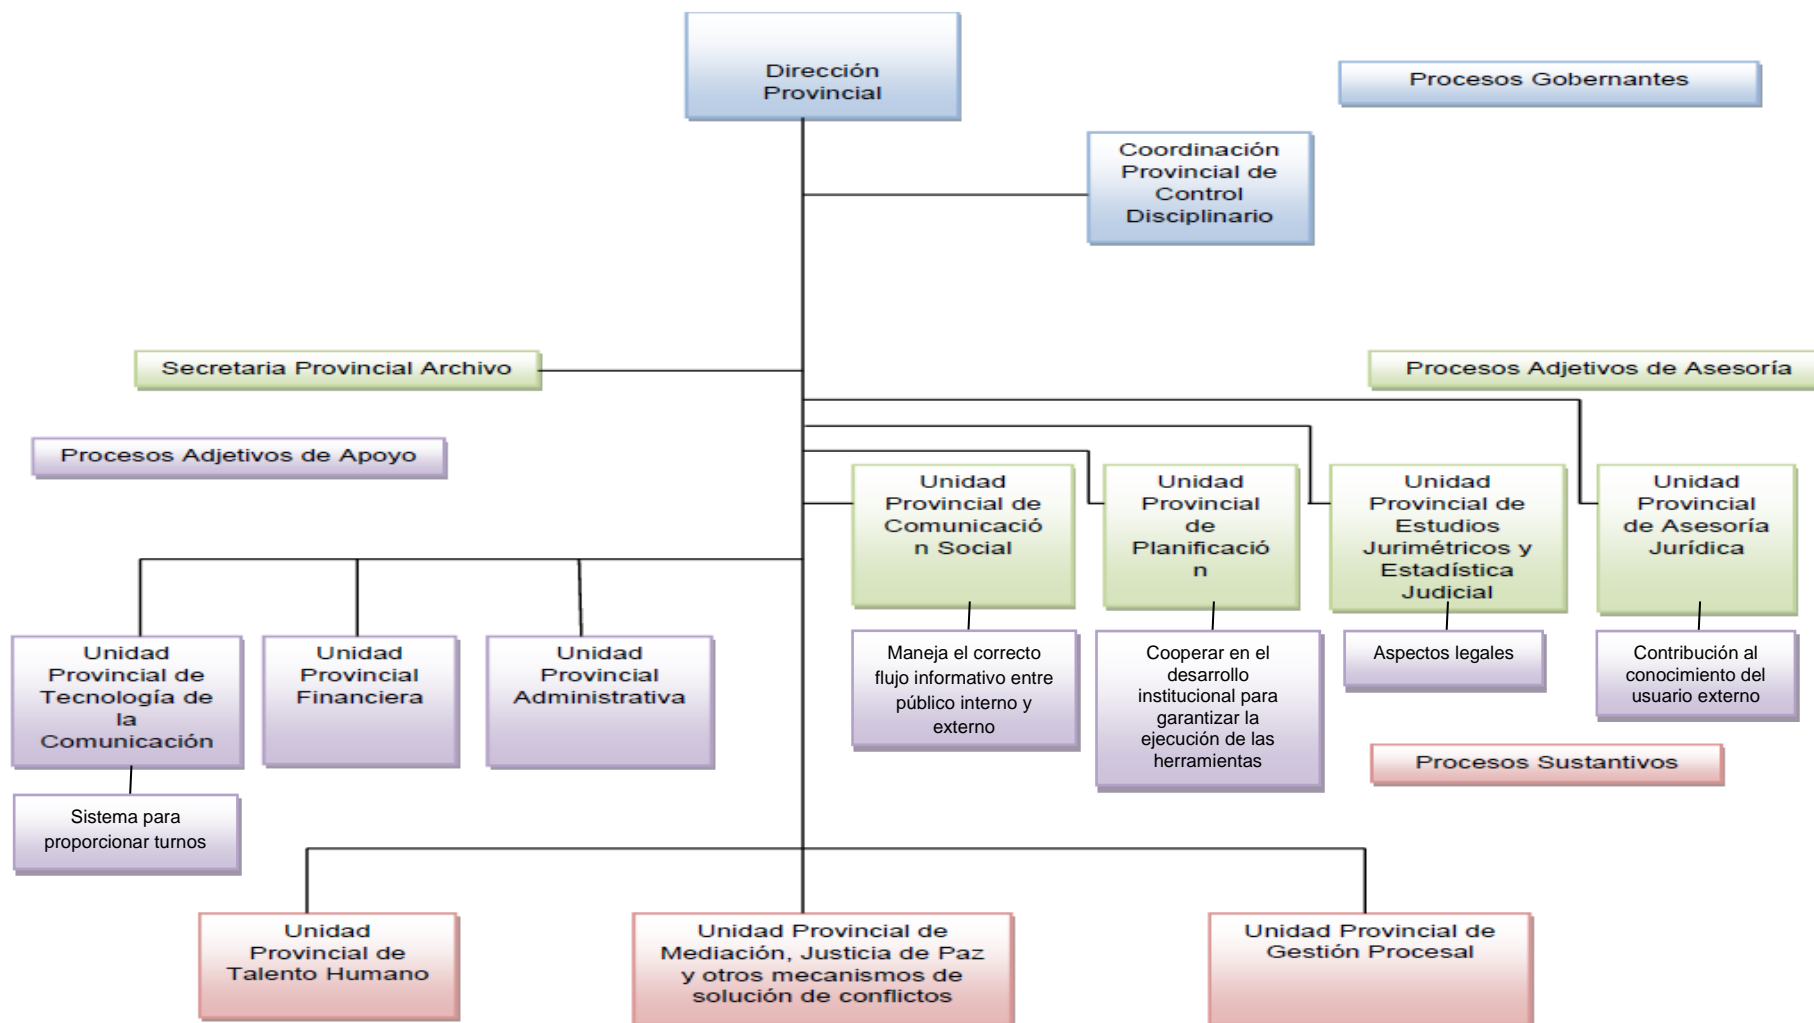 Dirección
Provincial
Procesos Gobernantes
Coordinación
Provincial de
Control
Disciplinario
Secretaria Provincial Archivo
Procesos Adjetivos de Asesoría
Procesos Adjetivos de Apoyo
Unidad
Provincial de
Comunicació
n Social
Unidad
Provincial
de
Planificació
n
Unidad
Provincial de
Estudios
Jurimétricos y
Estadística
Judicial
Unidad
Provincial
de Asesoría
Jurídica
Unidad
Provincial de
Tecnología de
la
Comunicación
Unidad
Provincial
Financiera
Unidad
Provincial
Administrativa
Maneja el correcto
flujo informativo entre
público interno y
externo
Cooperar en el
desarrollo
institucional para
garantizar la
ejecución de las
herramientas
Aspectos legales
Contribución al
conocimiento del
usuario externo
Procesos Sustantivos
Sistema para
proporcionar turnos
Unidad
Provincial de
Talento Humano
Unidad Provincial de
Mediación, Justicia de Paz
y otros mecanismos de
solución de conflictos
Unidad Provincial de
Gestión Procesal